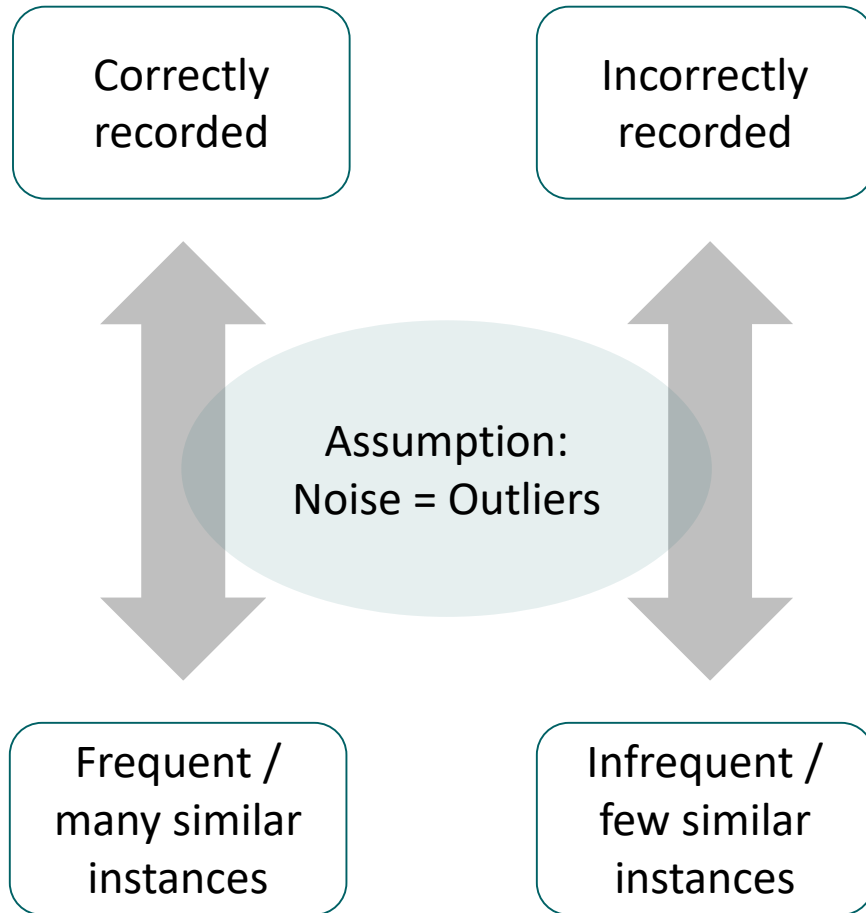 Correctly
recorded
Incorrectly
recorded
Assumption:
Noise = Outliers
Frequent /
many similar
instances
Infrequent /
few similar
instances